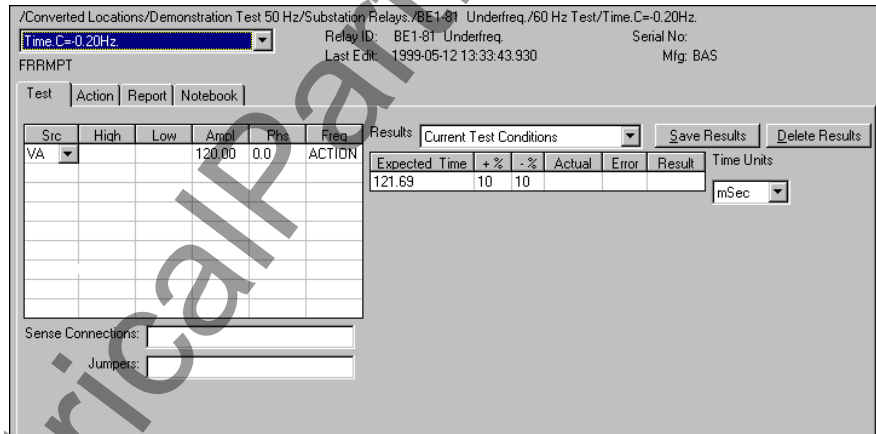 /Converted Locations/Demonstration Test 50 Hz/Substation Relays./BE1-81 Underfreq./60 Hz Test/Time.C=-0.20Hz.
Time.C=-0.20Hz. Relay ID: BE1-81 Underfreq. Serial No:
FRRMPT Last Edit: 1999-05-12 13:33:43.930 Mfg: BAS
Test Action Report Notebook
Results Current Test Conditions Save Results Delete Results
Src High Low Ampl Phs Freq
VA 120.00 0.0 ACTION
Expected Time + % - % Actual Error Result Time Units
121.69 10 10 mSec
Sense Connections:
Jumpers: